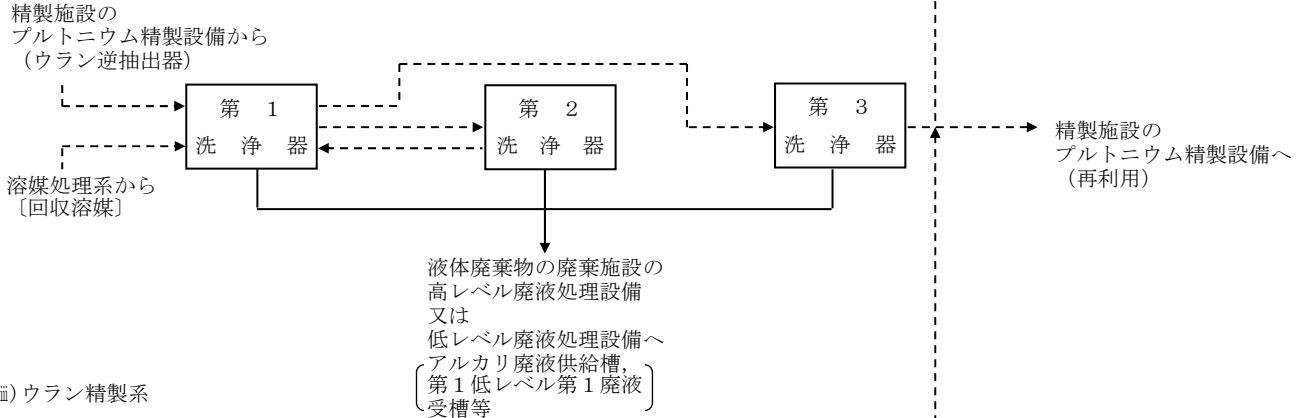 精製施設の
プルトニウム精製設備から
(ウラン逆抽出器)
第 1
洗 浄 器
第 2
洗 浄 器
第 3
洗 浄 器
精製施設の
プルトニウム精製設備へ
(再利用)
溶媒処理系から
〔回収溶媒〕
液体廃棄物の廃棄施設の
高レベル廃液処理設備
又は
低レベル廃液処理設備へ
アルカリ廃液供給槽,
第1低レベル第1廃液
受槽等
ⅲ)ウラン精製系